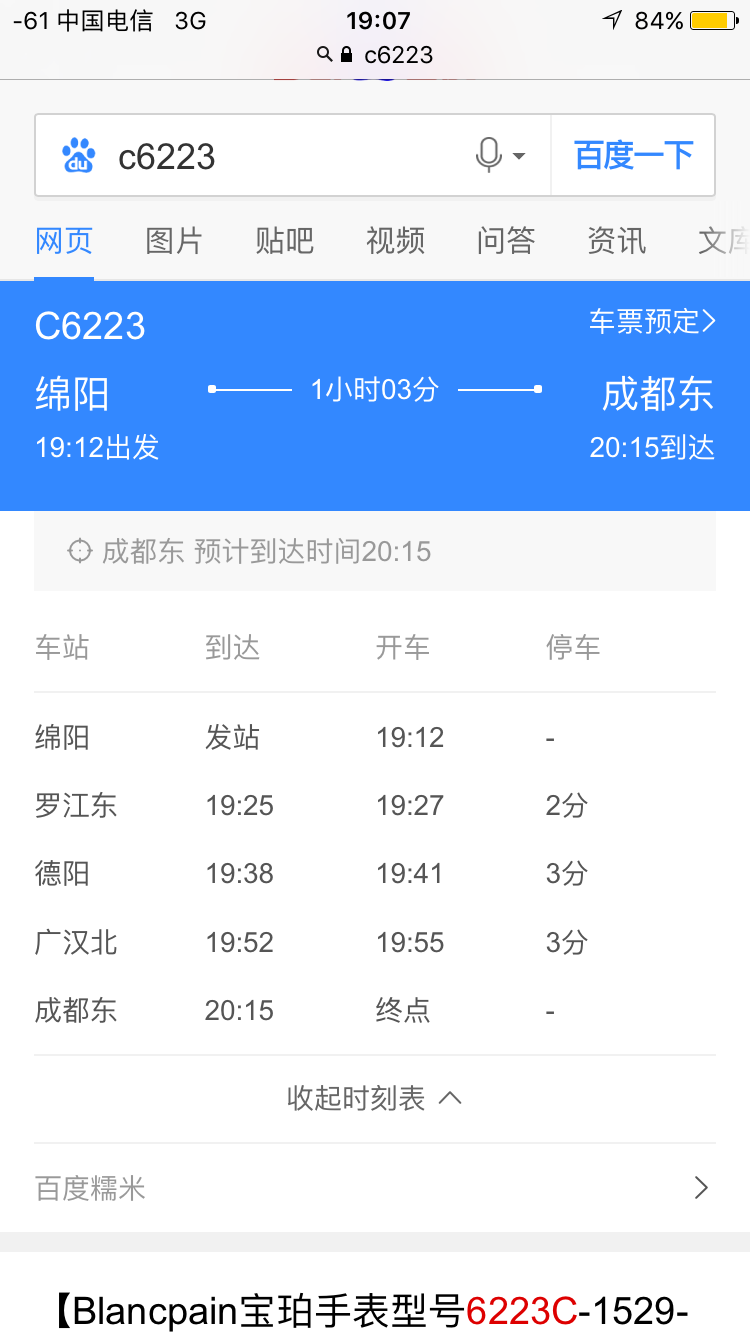 -61 中国电信 3G 19:07 84%
c6223
du c6223 百度一下
网页 图片 贴吧 视频 问答 资讯 文库
C6223 车票预定
绵阳 1小时03分 成都东
19:12出发 20:15到达
成都东 预计到达时间20:15
车站 到达 开车 停车
绵阳 发站 19:12 -
罗江东 19:25 19:27 2分
德阳 19:38 19:41 3分
广汉北 19:52 19:55 3分
成都东 20:15 终点 -
收起时刻表
百度糯米
【Blancpain宝珀手表型号6223C-1529-